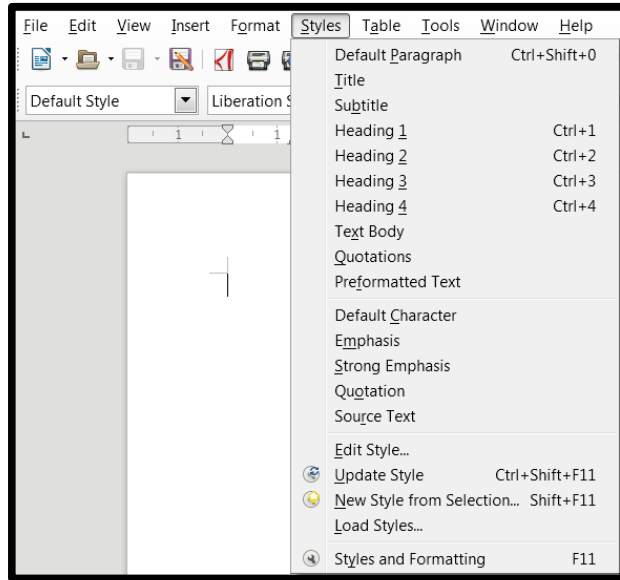 File Edit View Insert Format Styles Table Tools Window Help
Default Style Liberation S
1 1
Default Paragraph Ctrl+Shift+0
Title
Subtitle
Heading 1 Ctrl+1
Heading 2 Ctrl+2
Heading 3 Ctrl+3
Heading 4 Ctrl+4
Text Body
Quotations
Preformatted Text
Default Character
Emphasis
Strong Emphasis
Quotation
Source Text
Edit Style...
Update Style Ctrl+Shift+F11
New Style from Selection... Shift+F11
Load Styles...
Styles and Formatting F11